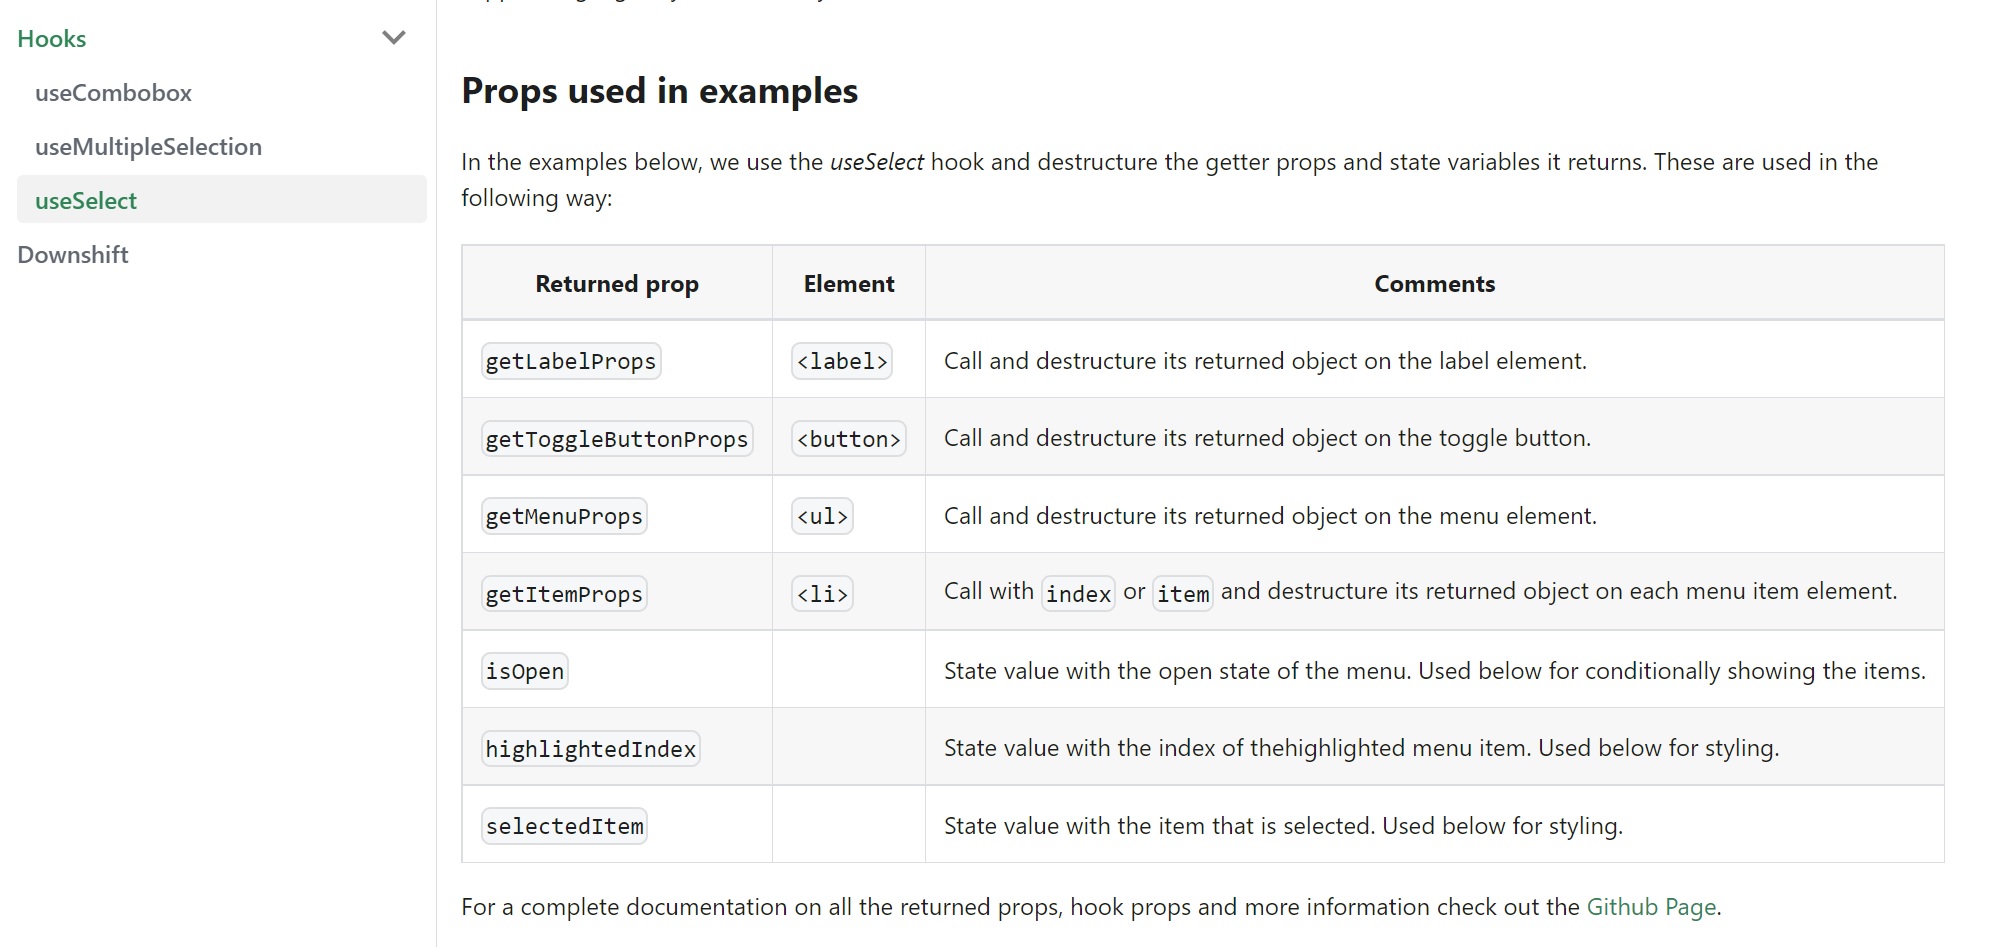 Hooks
useCombobox
useMultipleSelection
useSelect
Downshift
Props used in examples
In the examples below, we use the useSelect hook and destructure the getter props and state variables it returns. These are used in the
following way:
Returned prop Element Comments
getLabelProps <label> Call and destructure its returned object on the label element.
getToggleButtonProps <button> Call and destructure its returned object on the toggle button.
getMenuProps <ul> Call and destructure its returned object on the menu element.
getItemProps <li> Call with index or item and destructure its returned object on each menu item element.
isOpen State value with the open state of the menu. Used below for conditionally showing the items.
highlightedIndex State value with the index of thehighlighted menu item. Used below for styling.
selectedItem State value with the item that is selected. Used below for styling.
For a complete documentation on all the returned props, hook props and more information check out the Github Page.